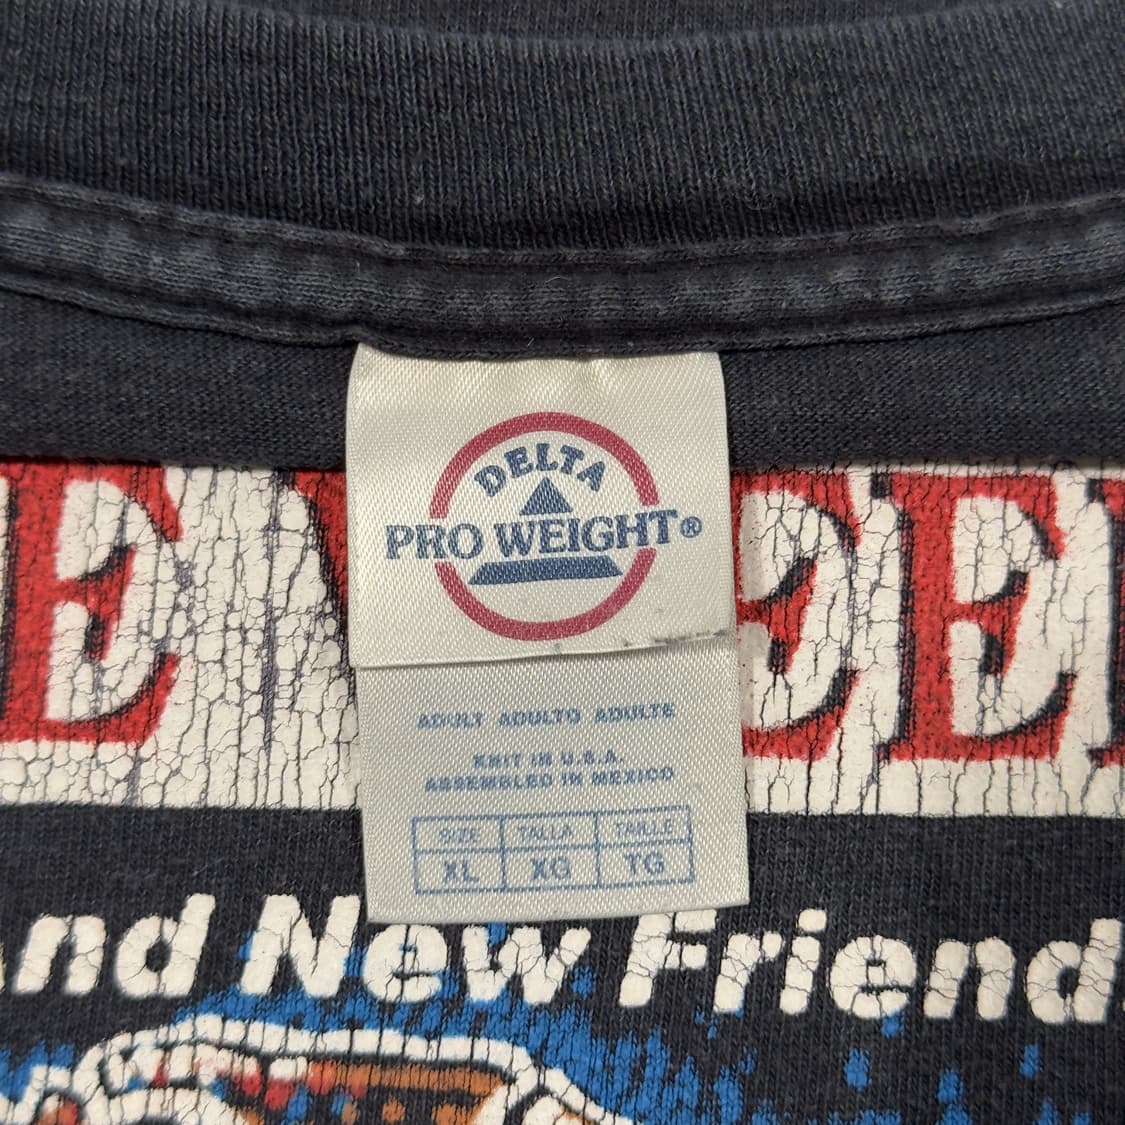 DELTA
PRO WEIGHT®
ADULT ADULTO ADULTE
KNIT IN U.S.A.
ASSEMBLED IN MEXICO
SIZE TALLA TAILLE
XL XG TG
nd New Friend